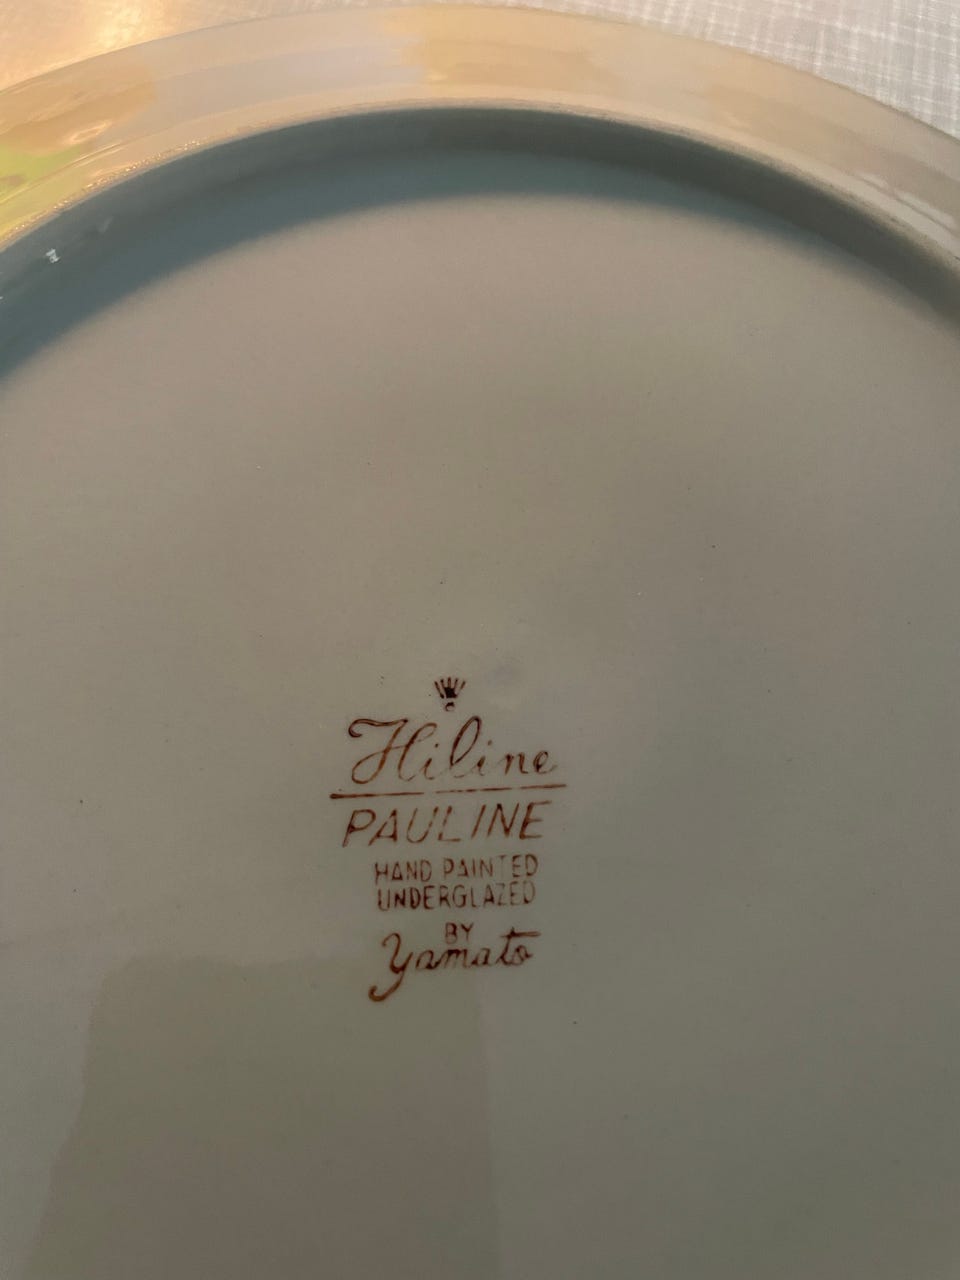 Hiline
PAULINE
HAND PAINTED
UNDERGLAZED
BY
Yamato